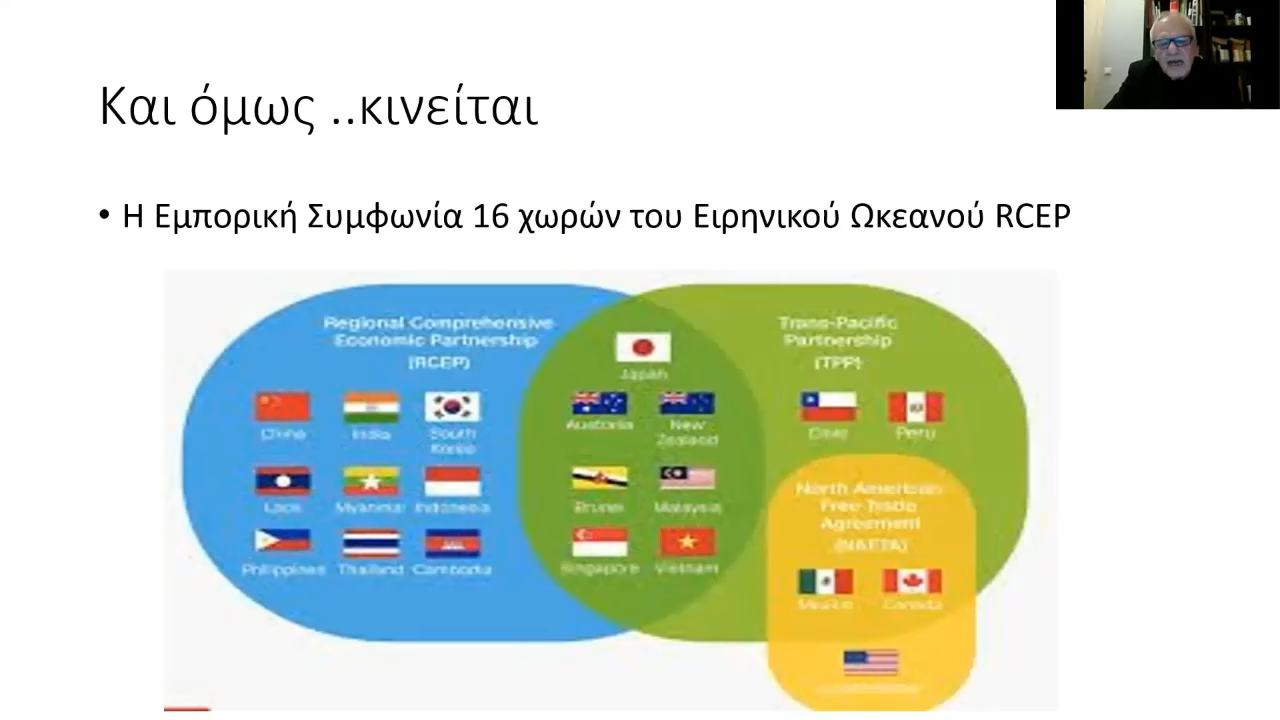 Και όμως ..κινείται
• Η Εμπορική Συμφωνία 16 χωρών του Ειρηνικού Ωκεανού RCEP
Regional Comprehensive
Economic Partnership
(RCEP)
Trans-Pacific
Partnership
(TPP)
Japan
China
India
South
Korea
Australia
New
Zealand
Chile
Peru
Laos
Myanmar
Indonesia
Brunei
Malaysia
North American
Free Trade
Agreement
(NAFTA)
Philippines
Thailand
Cambodia
Singapore
Vietnam
Mexico
Canada